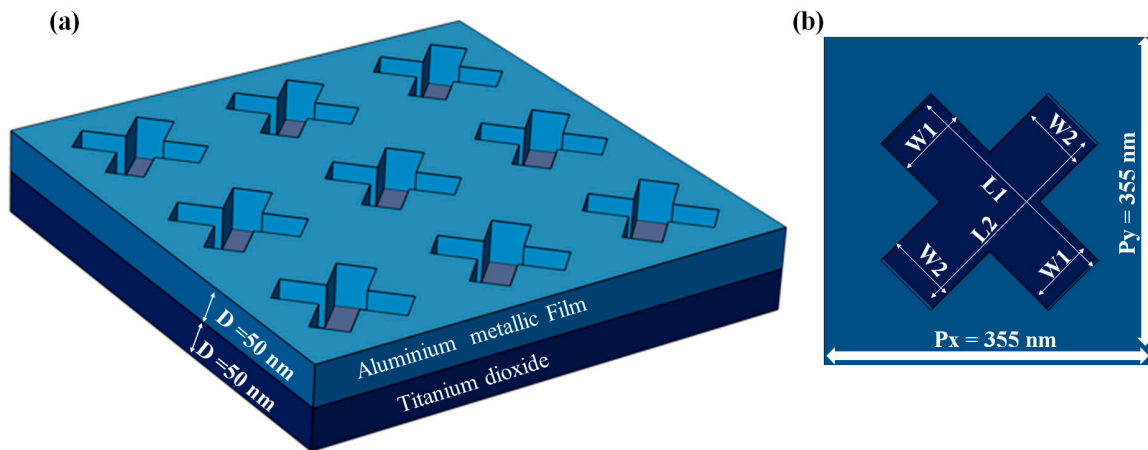 (a)
D =50 nm
D =50 nm
Aluminium metallic Film
Titanium dioxide
(b)
W1
W2
L1
L2
W2
W1
Py = 355 nm
Px = 355 nm